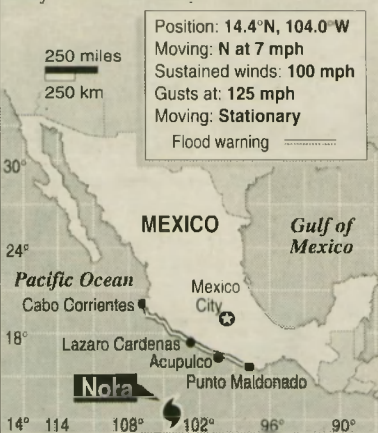 Position: 14.4°N, 104.0°W
Moving: N at 7 mph
Sustained winds: 100 mph
Gusts at: 125 mph
Moving: Stationary
Flood warning
250 miles
250 km
30°
MEXICO
Gulf of
Mexico
24°
Pacific Ocean
Mexico
City
Cabo Corrientes
18°
Lazaro Cardenas
Acupulco
Punto Maldonado
Nora
14° 114 108° 102° 96° 90°